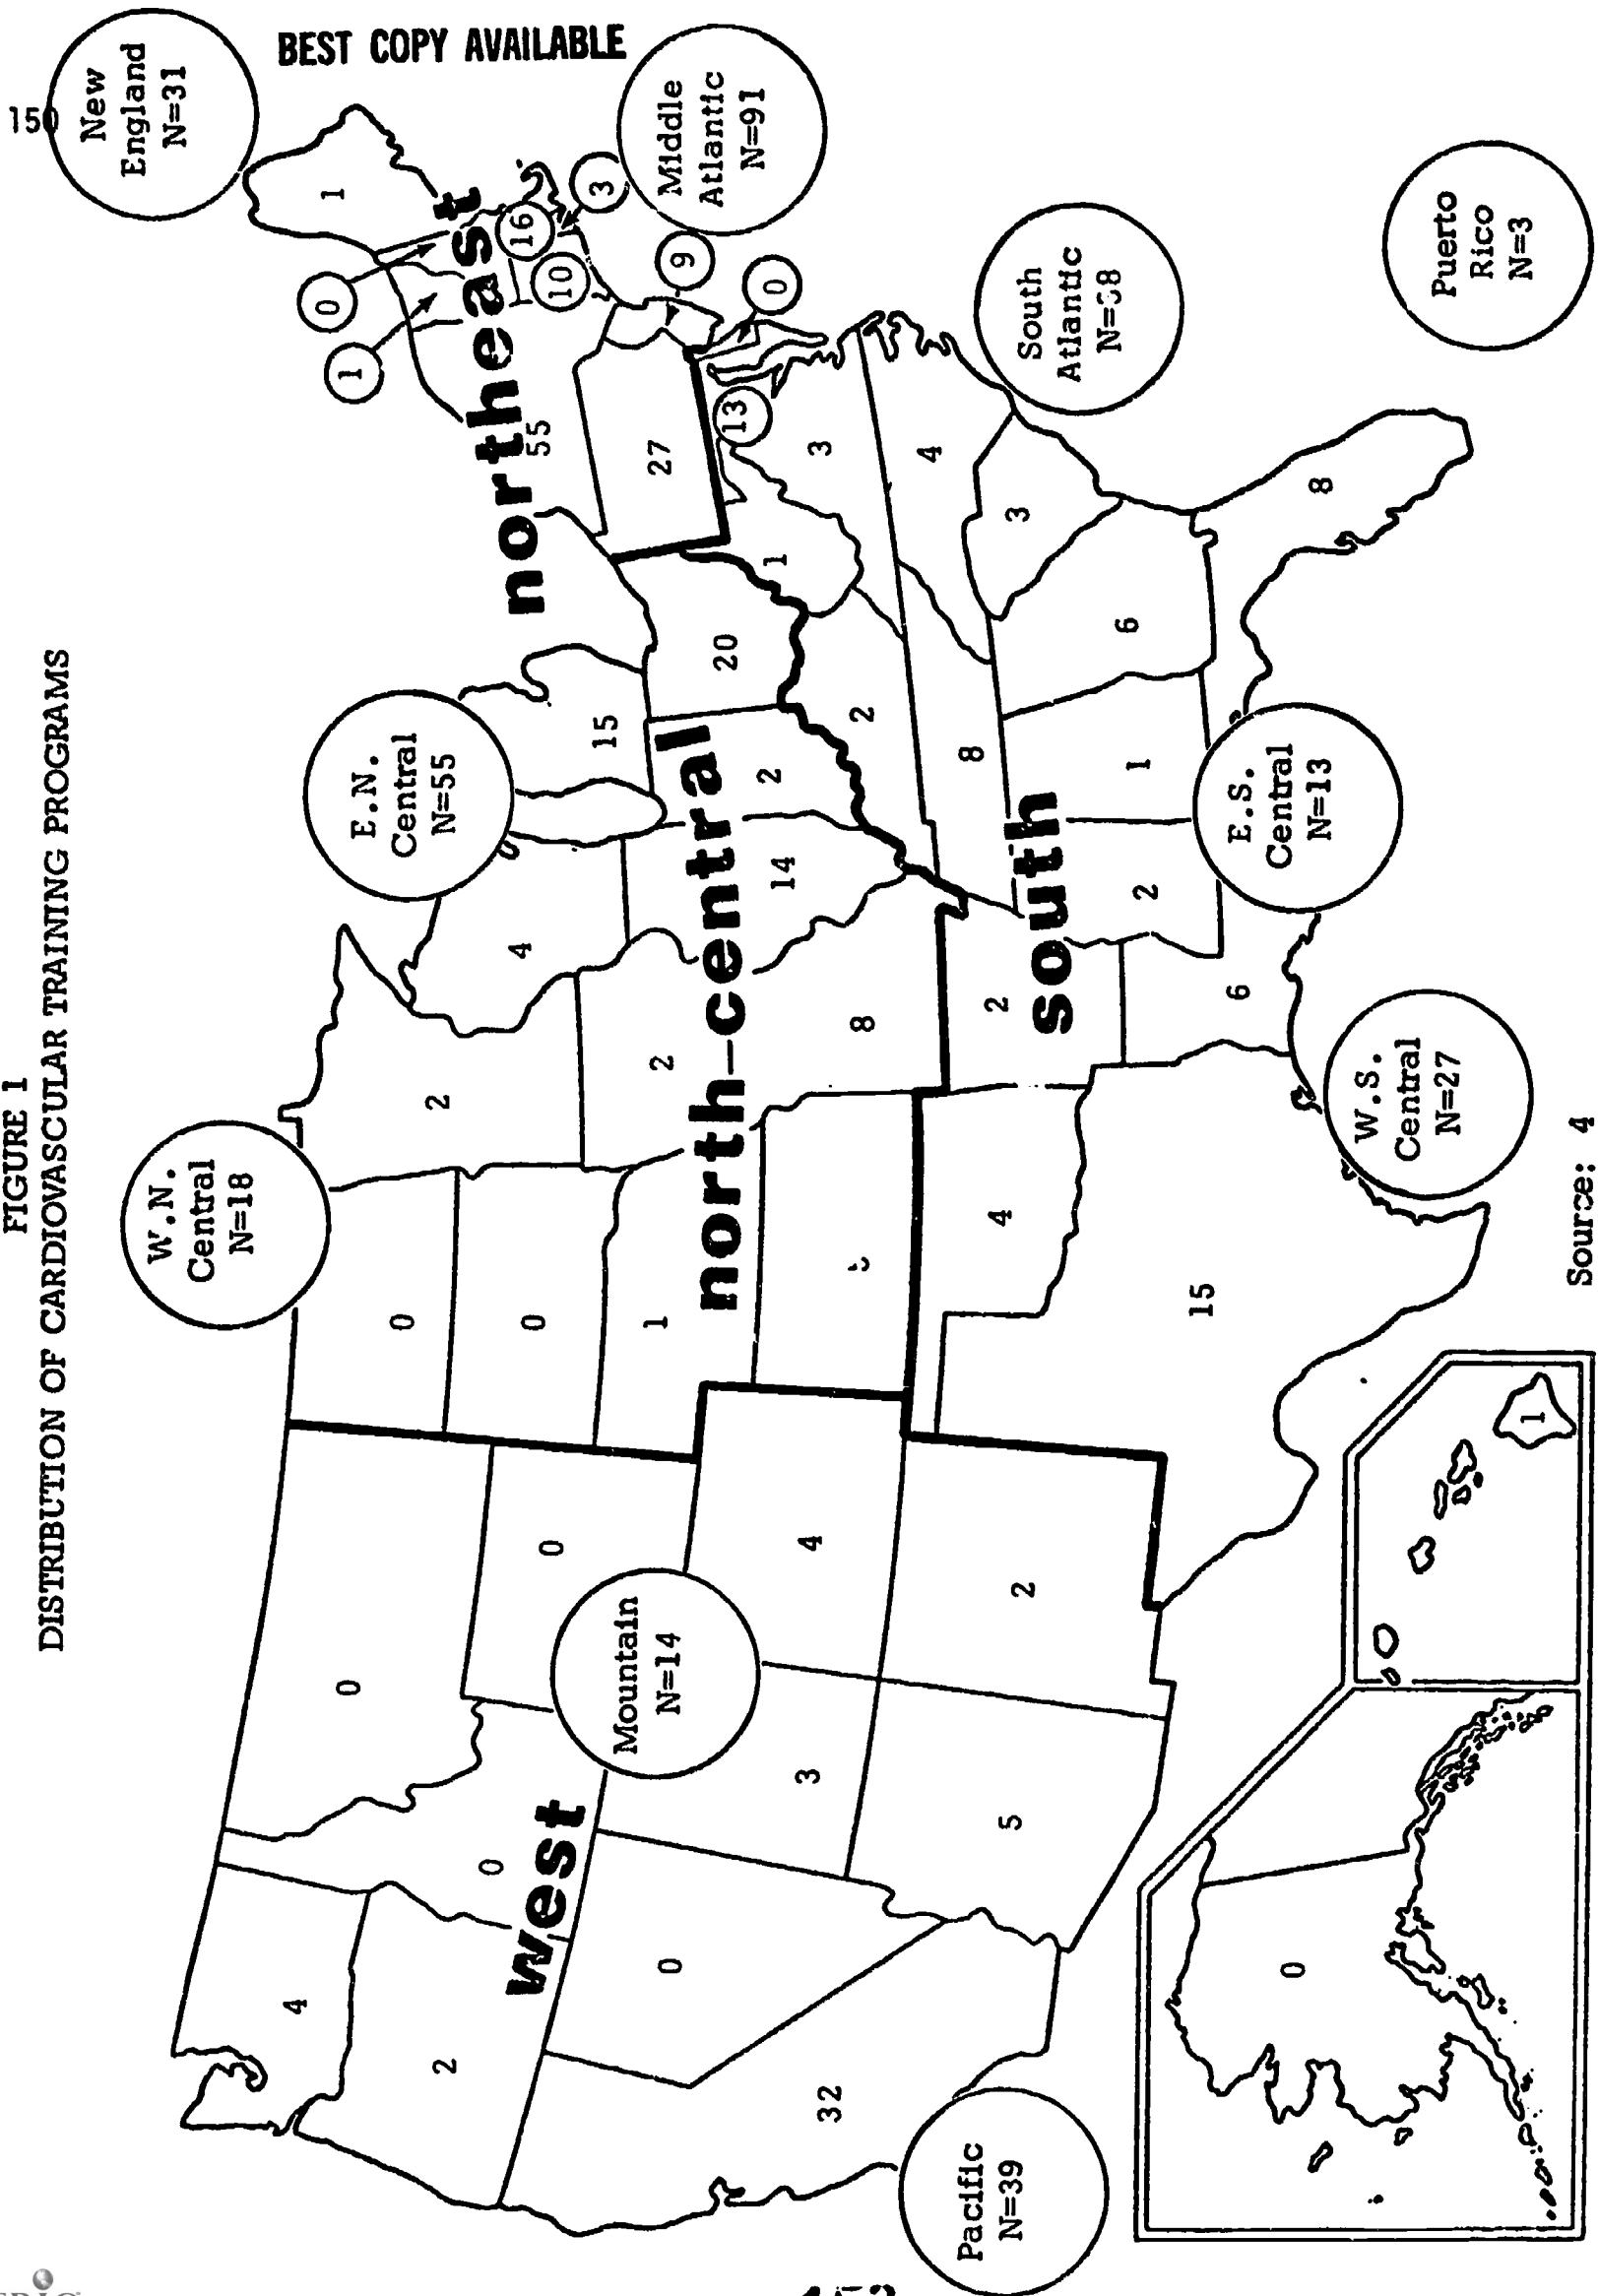 150
BEST COPY AVAILABLE
FIGURE 1
DISTRIBUTION OF CARDIOVASCULAR TRAINING PROGRAMS
New
England
N=31
Middle
Atlantic
N=91
South
Atlantic
Puerto
Rico
N=3
E.N.
Central
N=55
E.S.
Central
N=13
W.N.
Central
N=18
W.S.
Central
N=27
Mountain
N=14
Pacific
N=39
northeast
north-central
south
west
1
0
1
16
3
10
9
0
55
27
13
3
4
3
8
1
20
6
15
2
2
8
1
14
2
4
2
8
2
6
2
0
0
1
4
15
0
0
4
2
0
3
5
0
4
2
32
0
1
Source: 4